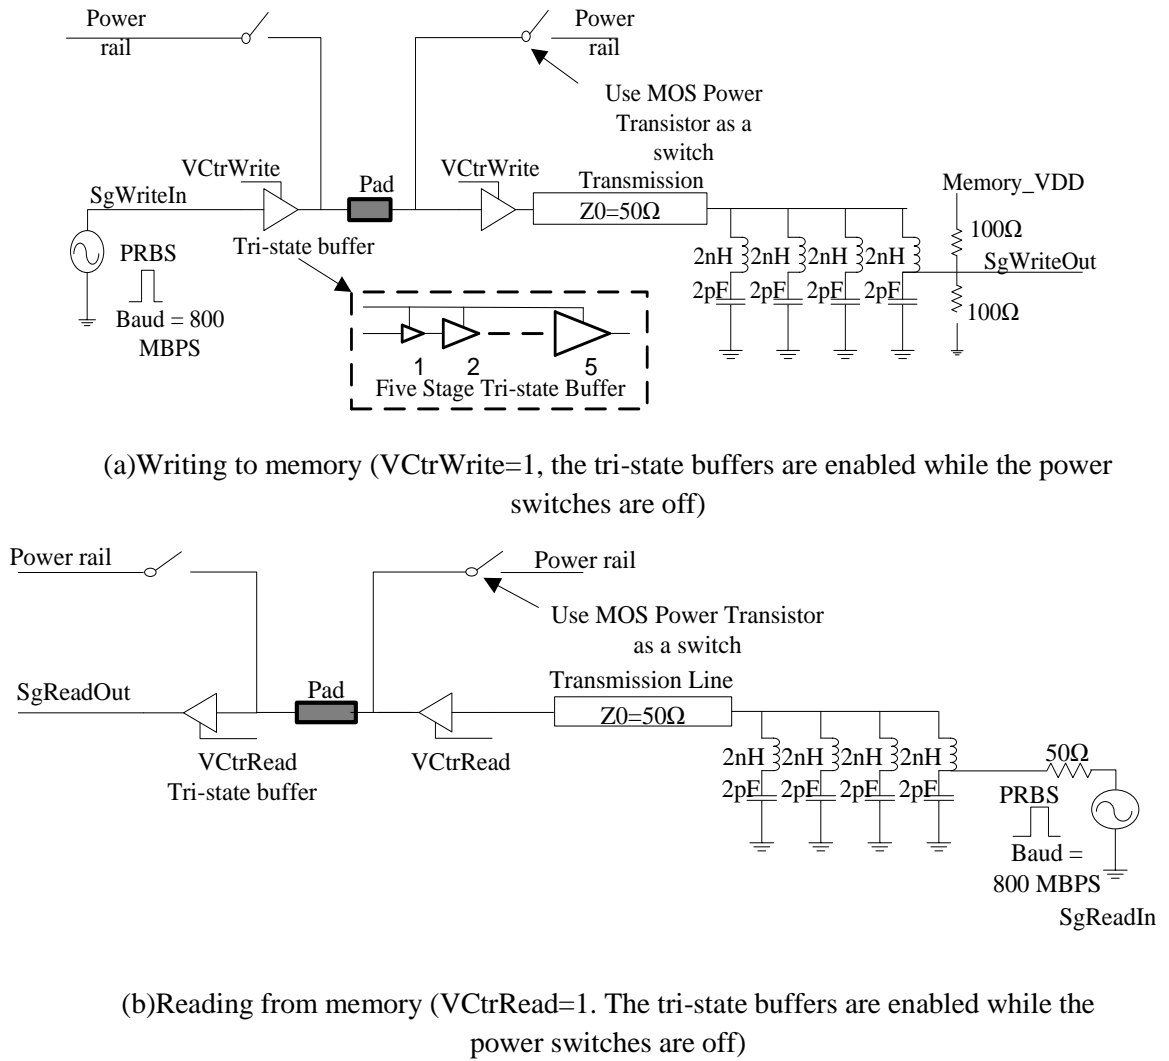 Power
rail
Power
rail
Use MOS Power
Transistor as a
switch
VCtrWrite
SgWriteIn
Pad
VCtrWrite
Transmission
Z0=50Ω
Memory_VDD
100Ω
SgWriteOut
100Ω
2nH 2nH 2nH 2nH
2pF 2pF 2pF 2pF
Tri-state buffer
PRBS
Baud = 800
MBPS
1 2 5
Five Stage Tri-state Buffer
(a)Writing to memory (VCtrWrite=1, the tri-state buffers are enabled while the power
switches are off)
Power rail
Power rail
Use MOS Power Transistor
as a switch
SgReadOut
Pad
Transmission Line
Z0=50Ω
VCtrRead
Tri-state buffer
VCtrRead
2nH 2nH 2nH 2nH
2pF 2pF 2pF 2pF
50Ω
PRBS
Baud =
800 MBPS
SgReadIn
(b)Reading from memory (VCtrRead=1. The tri-state buffers are enabled while the
power switches are off)